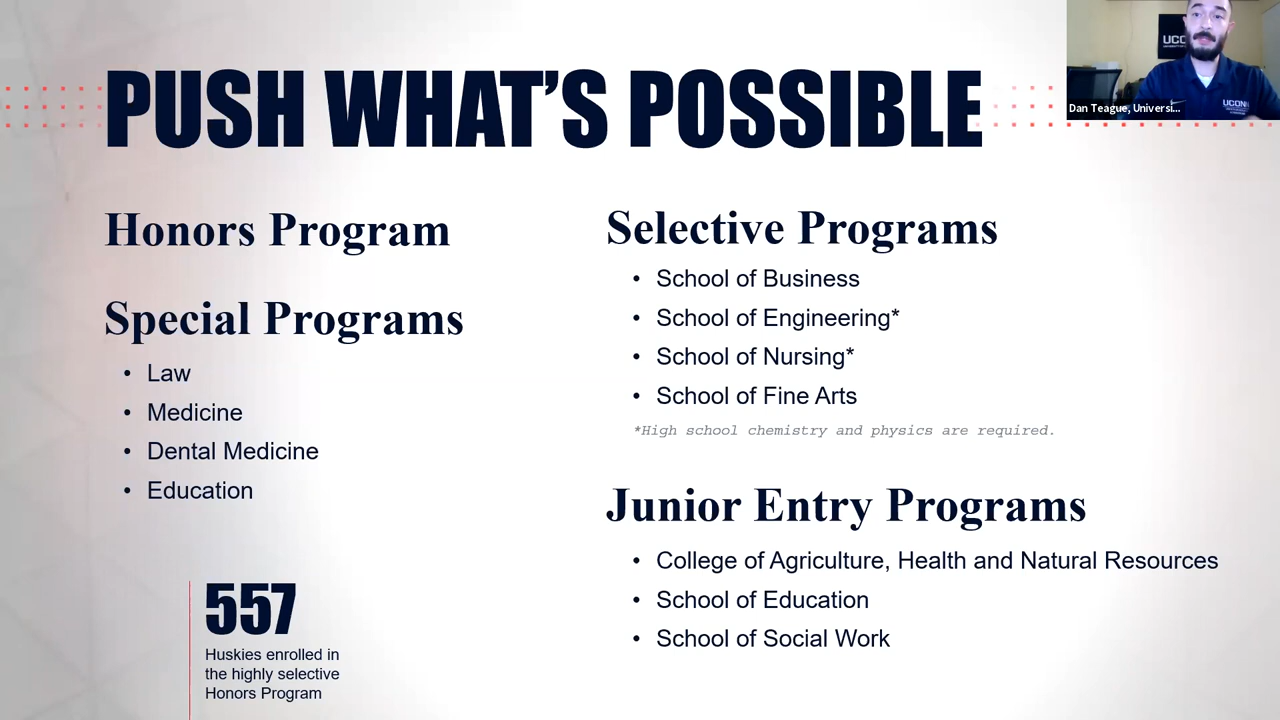 PUSH WHAT'S POSSIBLE
Honors Program
Special Programs
• Law
• Medicine
• Dental Medicine
• Education
557
Huskies enrolled in
the highly selective
Honors Program
Selective Programs
• School of Business
• School of Engineering*
• School of Nursing*
• School of Fine Arts
*High school chemistry and physics are required.
Junior Entry Programs
• College of Agriculture, Health and Natural Resources
• School of Education
• School of Social Work
UCO
Dan Teague, Universi...
UCONN